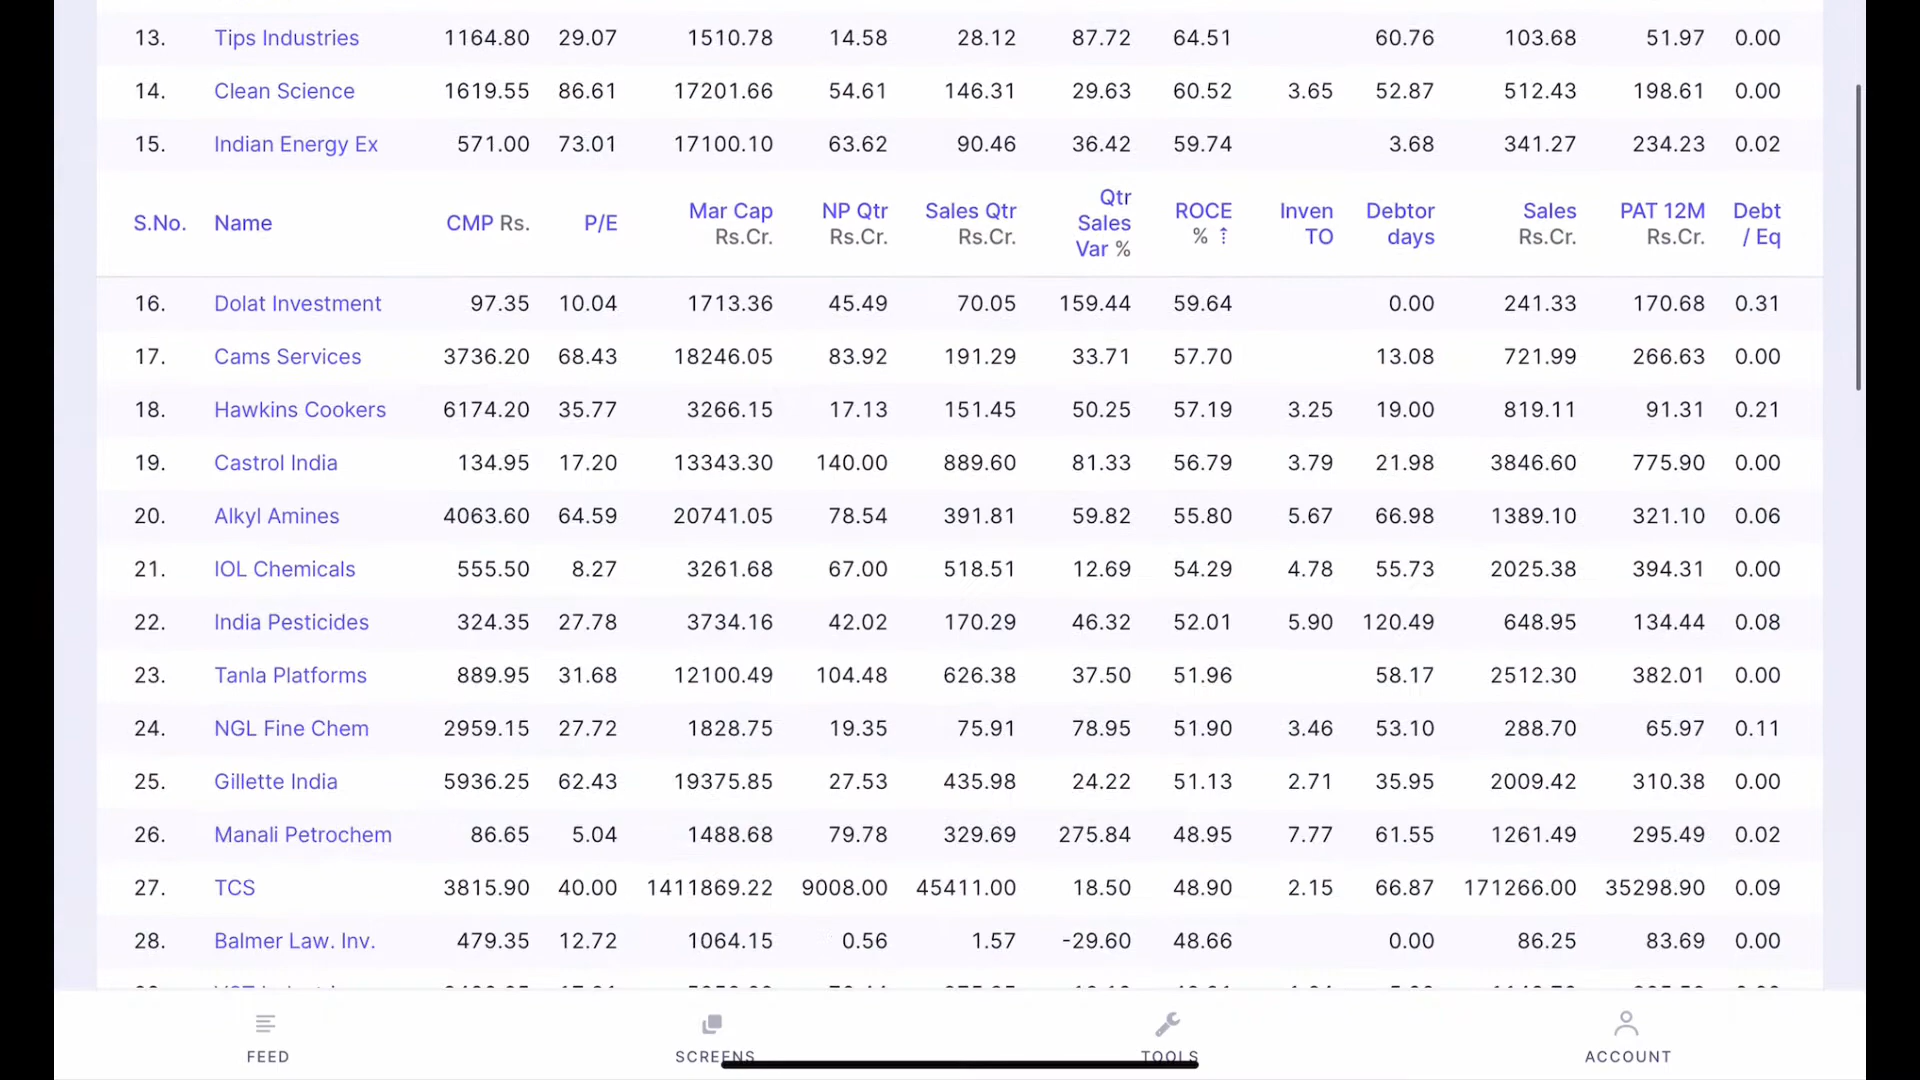 13. Tips Industries 1164.80 29.07 1510.78 14.58 28.12 87.72 64.51 60.76 103.68 51.97 0.00
14. Clean Science 1619.55 86.61 17201.66 54.61 146.31 29.63 60.52 3.65 52.87 512.43 198.61 0.00
15. Indian Energy Ex 571.00 73.01 17100.10 63.62 90.46 36.42 59.74 3.68 341.27 234.23 0.02
S.No. Name CMP Rs. P/E Mar Cap Rs.Cr. NP Qtr Rs.Cr. Sales Qtr Rs.Cr. Qtr Sales Var % ROCE % Inven TO Debtor days Sales Rs.Cr. PAT 12M Rs.Cr. Debt / Eq
16. Dolat Investment 97.35 10.04 1713.36 45.49 70.05 159.44 59.64 0.00 241.33 170.68 0.31
17. Cams Services 3736.20 68.43 18246.05 83.92 191.29 33.71 57.70 13.08 721.99 266.63 0.00
18. Hawkins Cookers 6174.20 35.77 3266.15 17.13 151.45 50.25 57.19 3.25 19.00 819.11 91.31 0.21
19. Castrol India 134.95 17.20 13343.30 140.00 889.60 81.33 56.79 3.79 21.98 3846.60 775.90 0.00
20. Alkyl Amines 4063.60 64.59 20741.05 78.54 391.81 59.82 55.80 5.67 66.98 1389.10 321.10 0.06
21. IOL Chemicals 555.50 8.27 3261.68 67.00 518.51 12.69 54.29 4.78 55.73 2025.38 394.31 0.00
22. India Pesticides 324.35 27.78 3734.16 42.02 170.29 46.32 52.01 5.90 120.49 648.95 134.44 0.08
23. Tanla Platforms 889.95 31.68 12100.49 104.48 626.38 37.50 51.96 58.17 2512.30 382.01 0.00
24. NGL Fine Chem 2959.15 27.72 1828.75 19.35 75.91 78.95 51.90 3.46 53.10 288.70 65.97 0.11
25. Gillette India 5936.25 62.43 19375.85 27.53 435.98 24.22 51.13 2.71 35.95 2009.42 310.38 0.00
26. Manali Petrochem 86.65 5.04 1488.68 79.78 329.69 275.84 48.95 7.77 61.55 1261.49 295.49 0.02
27. TCS 3815.90 40.00 1411869.22 9008.00 45411.00 18.50 48.90 2.15 66.87 171266.00 35298.90 0.09
28. Balmer Law. Inv. 479.35 12.72 1064.15 0.56 1.57 -29.60 48.66 0.00 86.25 83.69 0.00
FEED SCREENS TOOLS ACCOUNT